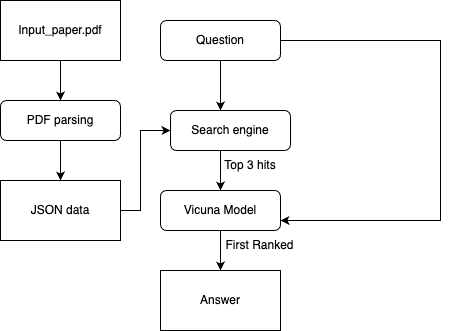 Input_paper.pdf
Question
PDF parsing
Search engine
Top 3 hits
JSON data
Vicuna Model
First Ranked
Answer